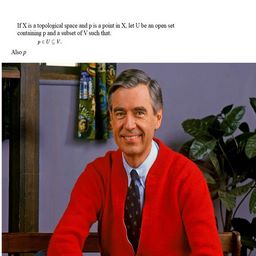 If X is a topological space and p is a point in X, let U be an open set
containing p and a subset of V such that.
p ∈ U ⊆ V.
Also p